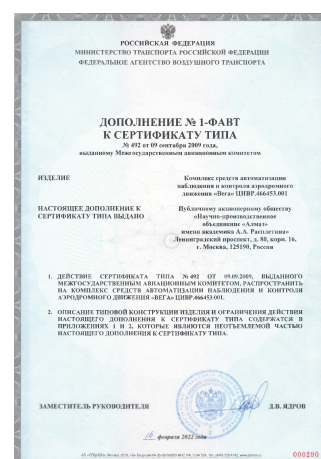 РОССИЙСКАЯ ФЕДЕРАЦИЯ
МИНИСТЕРСТВО ТРАНСПОРТА РОССИЙСКОЙ ФЕДЕРАЦИИ
ФЕДЕРАЛЬНОЕ АГЕНТСТВО ВОЗДУШНОГО ТРАНСПОРТА
ДОПОЛНЕНИЕ № 1-ФАВТ
К СЕРТИФИКАТУ ТИПА
№ 492 от 09 сентября 2009 года,
выданному Межгосударственным авиационным комитетом
ИЗДЕЛИЕ
Комплекс средств автоматизации
наблюдения и контроля аэродромного
движения «Вега» ЦИВР.466453.001
НАСТОЯЩЕЕ ДОПОЛНЕНИЕ К
СЕРТИФИКАТУ ТИПА ВЫДАНО
Публичному акционерному обществу
«Научно-производственное
объединение «Алмаз»
имени академика А.А. Расплетина»
Ленинградский проспект, д. 80, корп. 16,
г. Москва, 125190, Россия
1. ДЕЙСТВИЕ СЕРТИФИКАТА ТИПА № 492 ОТ 09.09.2009, ВЫДАННОГО
МЕЖГОСУДАРСТВЕННЫМ АВИАЦИОННЫМ КОМИТЕТОМ, РАСПРОСТРАНИТЬ
НА КОМПЛЕКС СРЕДСТВ АВТОМАТИЗАЦИИ НАБЛЮДЕНИЯ И КОНТРОЛЯ
АЭРОДРОМНОГО ДВИЖЕНИЯ «ВЕГА» ЦИВР.466453.001.
2. ОПИСАНИЕ ТИПОВОЙ КОНСТРУКЦИИ ИЗДЕЛИЯ И ОГРАНИЧЕНИЯ ДЕЙСТВИЯ
НАСТОЯЩЕГО ДОПОЛНЕНИЯ К СЕРТИФИКАТУ ТИПА СОДЕРЖАТСЯ В
ПРИЛОЖЕНИЯХ 1 И 2, КОТОРЫЕ ЯВЛЯЮТСЯ НЕОТЪЕМЛЕМОЙ ЧАСТЬЮ
НАСТОЯЩЕГО ДОПОЛНЕНИЯ К СЕРТИФИКАТУ ТИПА.
ЗАМЕСТИТЕЛЬ РУКОВОДИТЕЛЯ
Д.В. ЯДРОВ
16 февраля 2022 года
000290